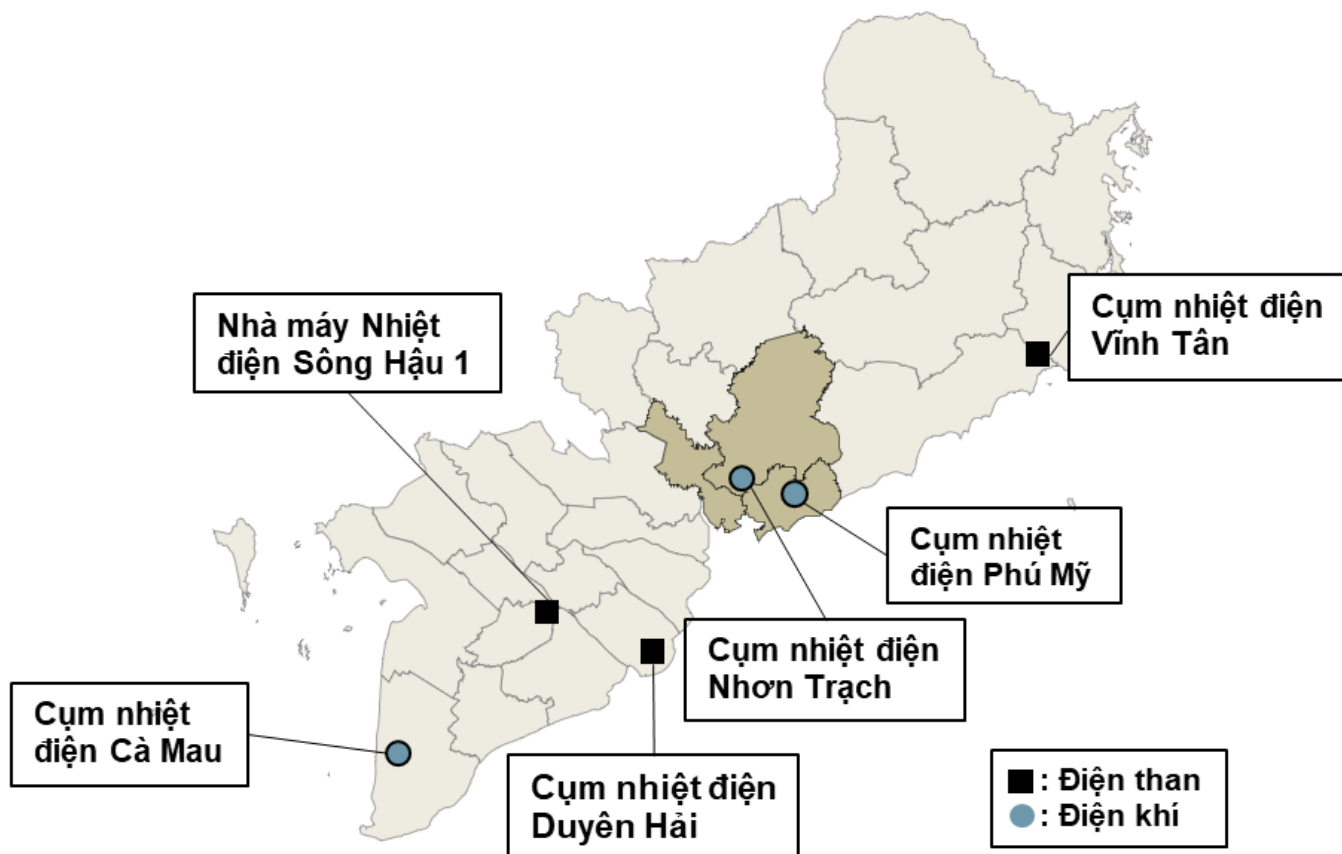 Nhà máy Nhiệt
điện Sông Hậu 1
Cụm nhiệt điện
Vĩnh Tân
Cụm nhiệt
điện Phú Mỹ
Cụm nhiệt điện
Nhơn Trạch
Cụm nhiệt
điện Cà Mau
Cụm nhiệt điện
Duyên Hải
: Điện than
: Điện khí